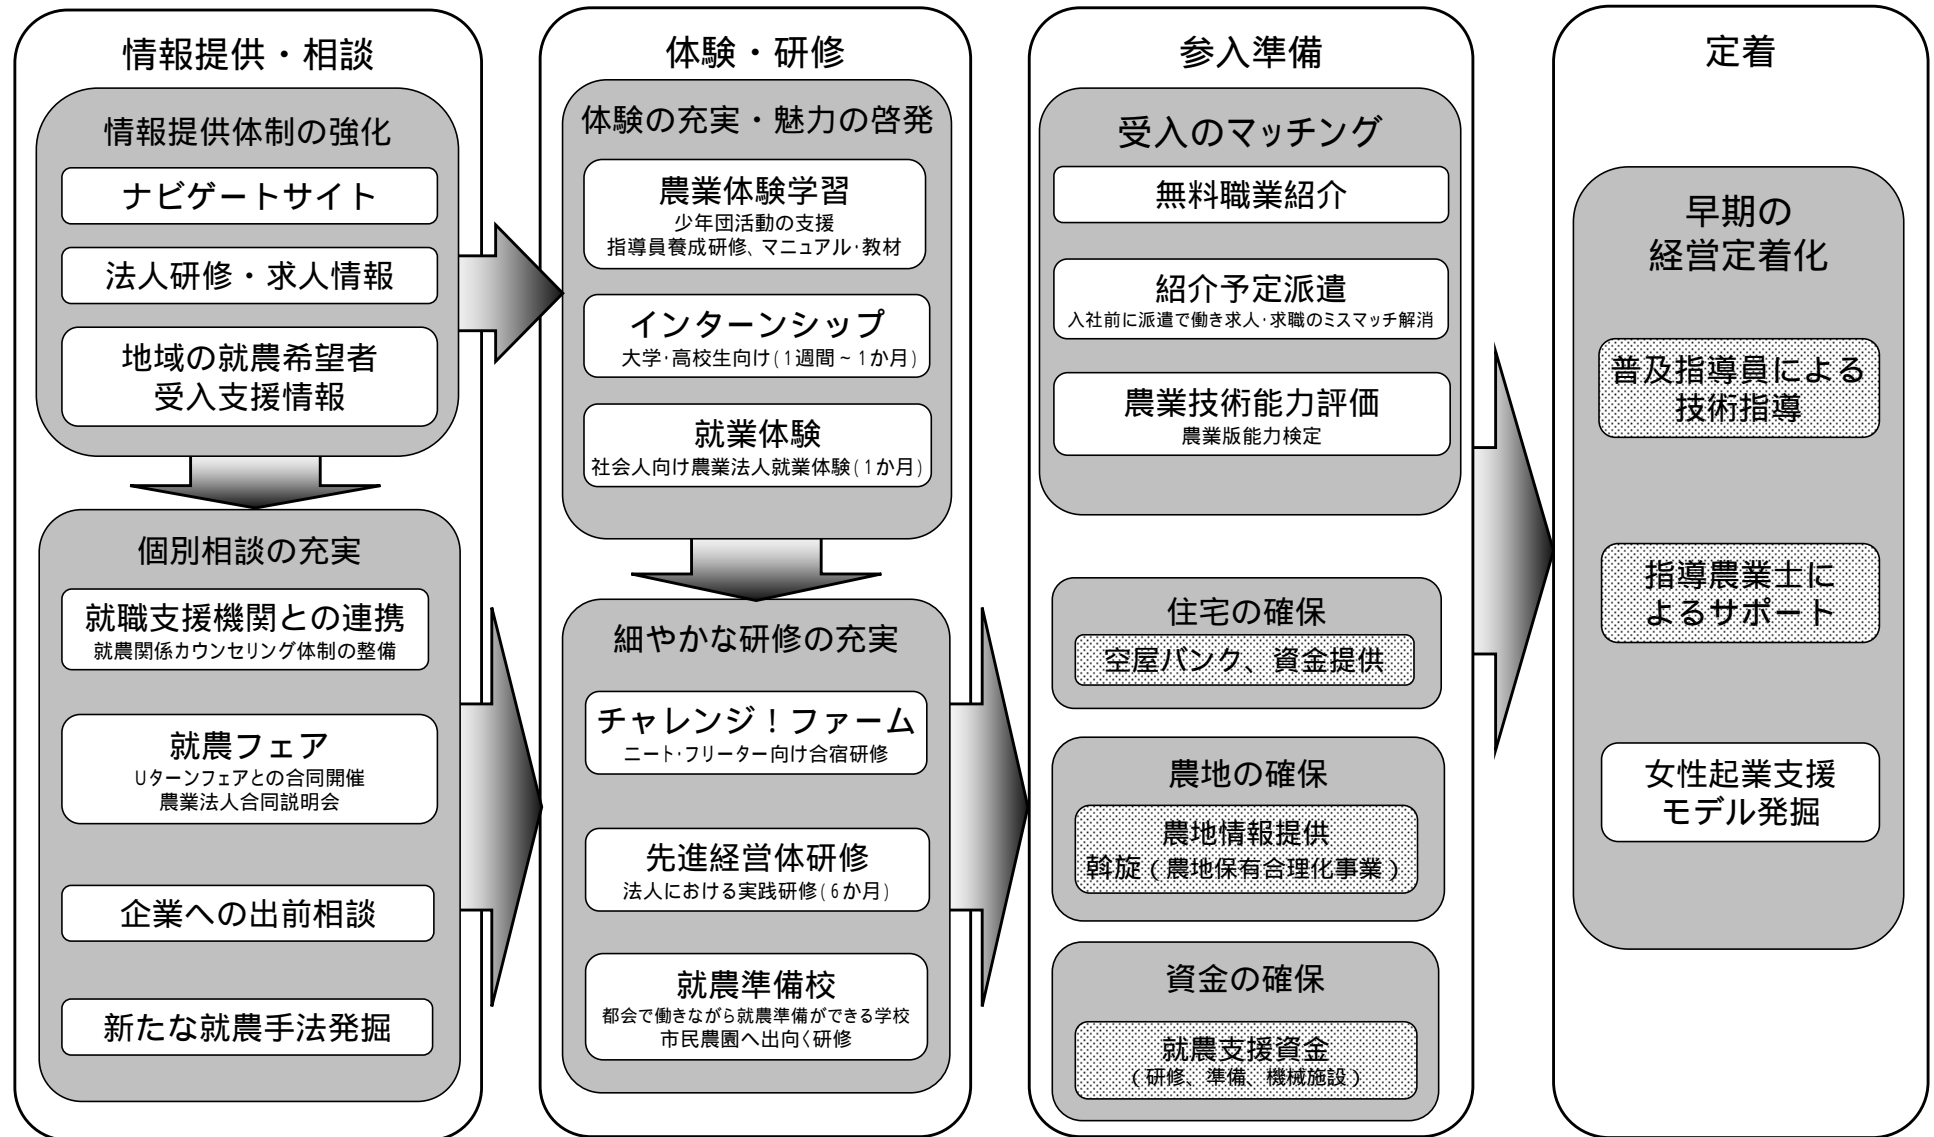 情報提供・相談
情報提供体制の強化
ナビゲートサイト
法人研修・求人情報
地域の就農希望者
受入支援情報
個別相談の充実
就職支援機関との連携
就農関係カウンセリング体制の整備
就農フェア
Uターンフェアとの合同開催
農業法人合同説明会
企業への出前相談
新たな就農手法発掘
体験・研修
体験の充実・魅力の啓発
農業体験学習
少年団活動の支援
指導員養成研修、マニュアル・教材
インターンシップ
大学・高校生向け(1週間~1か月)
就業体験
社会人向け農業法人就業体験(1か月)
細やかな研修の充実
チャレンジ!ファーム
ニート・フリーター向け合宿研修
先進経営体研修
法人における実践研修(6か月)
就農準備校
都会で働きながら就農準備ができる学校
市民農園へ出向く研修
参入準備
受入のマッチング
無料職業紹介
紹介予定派遣
入社前に派遣で働き求人・求職のミスマッチ解消
農業技術能力評価
農業版能力検定
住宅の確保
空屋バンク、資金提供
農地の確保
農地情報提供
斡旋(農地保有合理化事業)
資金の確保
就農支援資金
(研修、準備、機械施設)
定着
早期の
経営定着化
普及指導員による
技術指導
指導農業士に
よるサポート
女性起業支援
モデル発掘